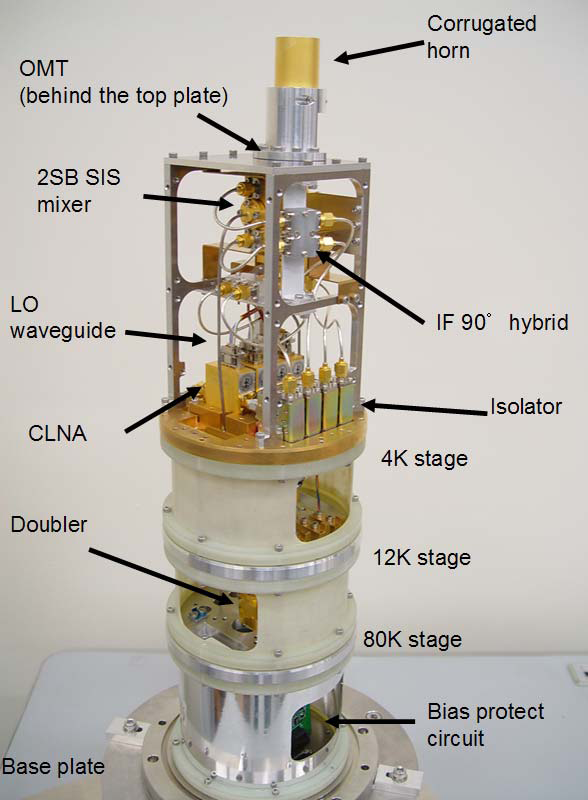 Corrugated
horn
OMT
(behind the top plate)
2SB SIS
mixer
LO
waveguide
IF 90° hybrid
Isolator
CLNA
4K stage
Doubler
12K stage
80K stage
Bias protect
circuit
Base plate